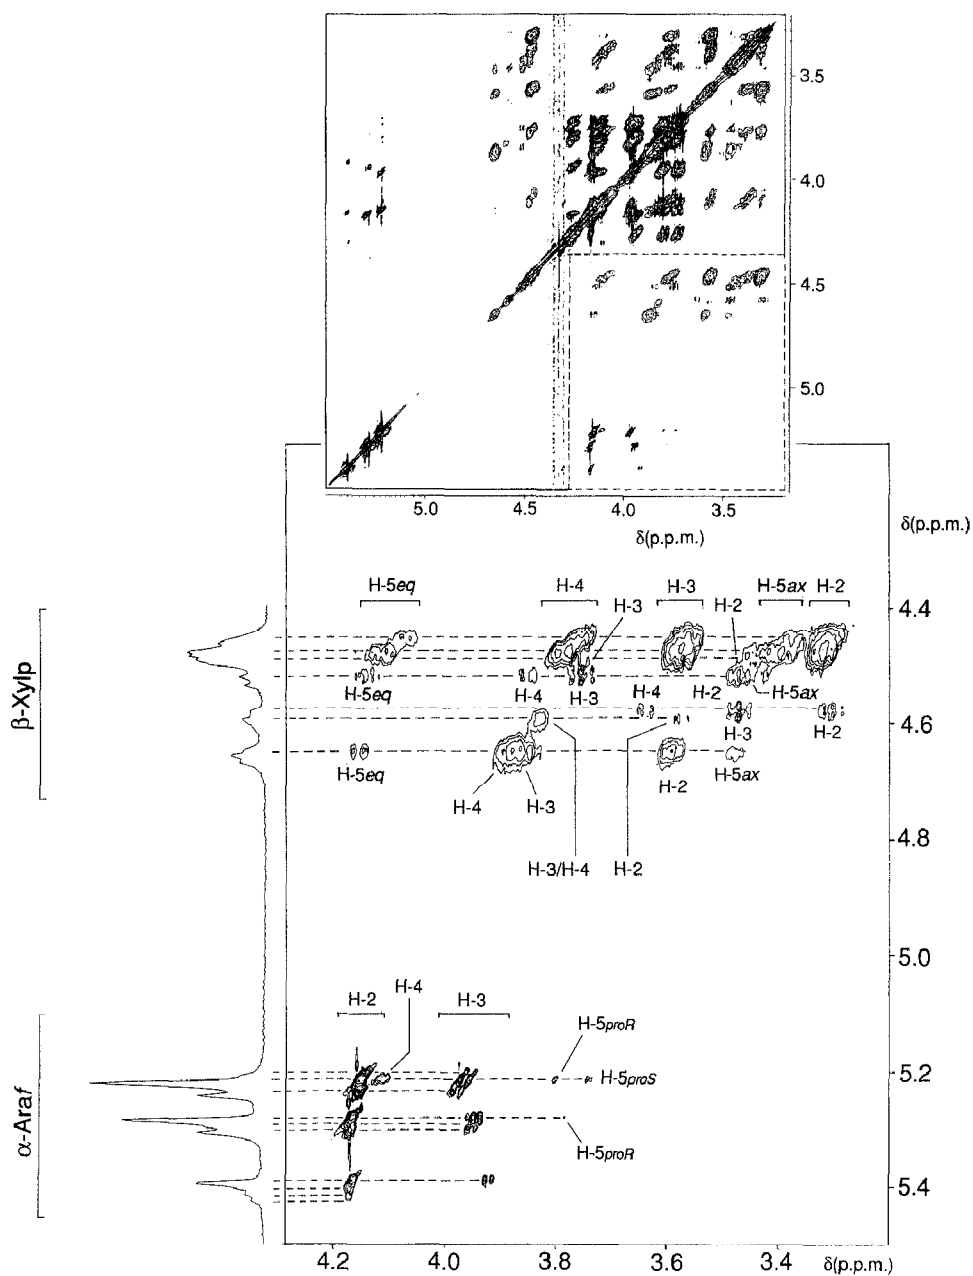 3.5
4.0
4.5
5.0
5.0 4.5 4.0 3.5
δ(p.p.m.)
δ(p.p.m.)
H-5eq H-4 H-3 H-5ax H-2
H-3 H-2
4.4
H-5eq H-4 H-3 H-4 H-2 H-5ax
4.6
H-3 H-2
H-5eq H-2 H-5ax
H-4 H-3
4.8
H-3/H-4 H-2
β-Xylp
5.0
H-2 H-4 H-3
H-5proR
5.2
H-5proS
H-5proR
5.4
α-Araf
4.2 4.0 3.8 3.6 3.4 δ(p.p.m.)